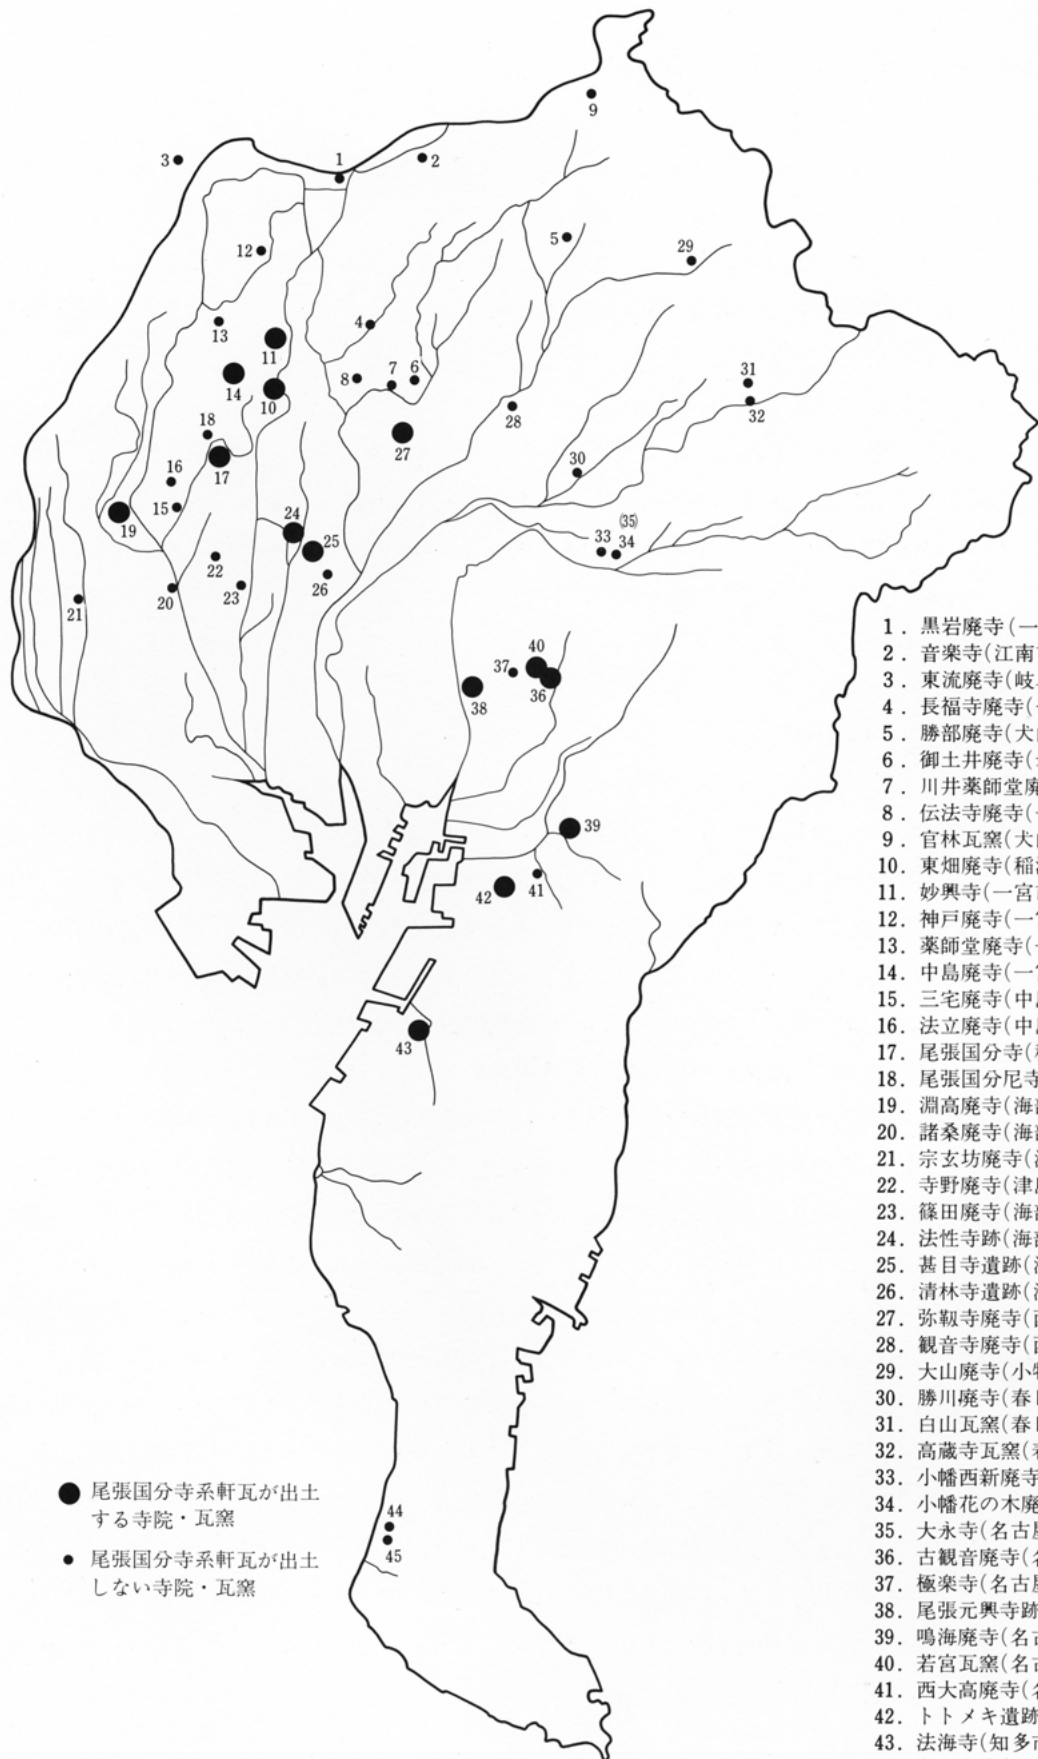 9
3
1
2
12
5
29
13
4
11
8
7
6
31
14
10
32
28
18
27
17
30
16
15
19
24
(35)
25
33
34
22
26
20
23
21
40
37
36
38
39
42
41
43
44
45
1．黒岩廃寺(一
2．音楽寺(江南
3．東流廃寺(岐
4．長福寺廃寺(
5．勝部廃寺(犬
6．御土井廃寺(
7．川井薬師堂廃
8．伝法寺廃寺(
9．官林瓦窯(犬
10．東畑廃寺(稲
11．妙興寺(一宮
12．神戸廃寺(一
13．薬師堂廃寺(
14．中島廃寺(一
15．三宅廃寺(中
16．法立廃寺(中
17．尾張国分寺(
18．尾張国分尼寺
19．淵高廃寺(海
20．諸桑廃寺(海
21．宗玄坊廃寺(
22．寺野廃寺(津
23．篠田廃寺(海
24．法性寺跡(海
25．甚目寺遺跡(
26．清林寺遺跡(
27．弥勒寺廃寺(
28．観音寺廃寺(
29．大山廃寺(小
30．勝川廃寺(春
31．白山瓦窯(春
32．高蔵寺瓦窯(
33．小幡西新廃寺
34．小幡花の木廃
35．大永寺(名古
36．古観音廃寺(
37．極楽寺(名古
38．尾張元興寺跡
39．鳴海廃寺(名
40．若宮瓦窯(名
41．西大高廃寺(
42．トトメキ遺跡
43．法海寺(知多
尾張国分寺系軒瓦が出土
する寺院・瓦窯
尾張国分寺系軒瓦が出土
しない寺院・瓦窯